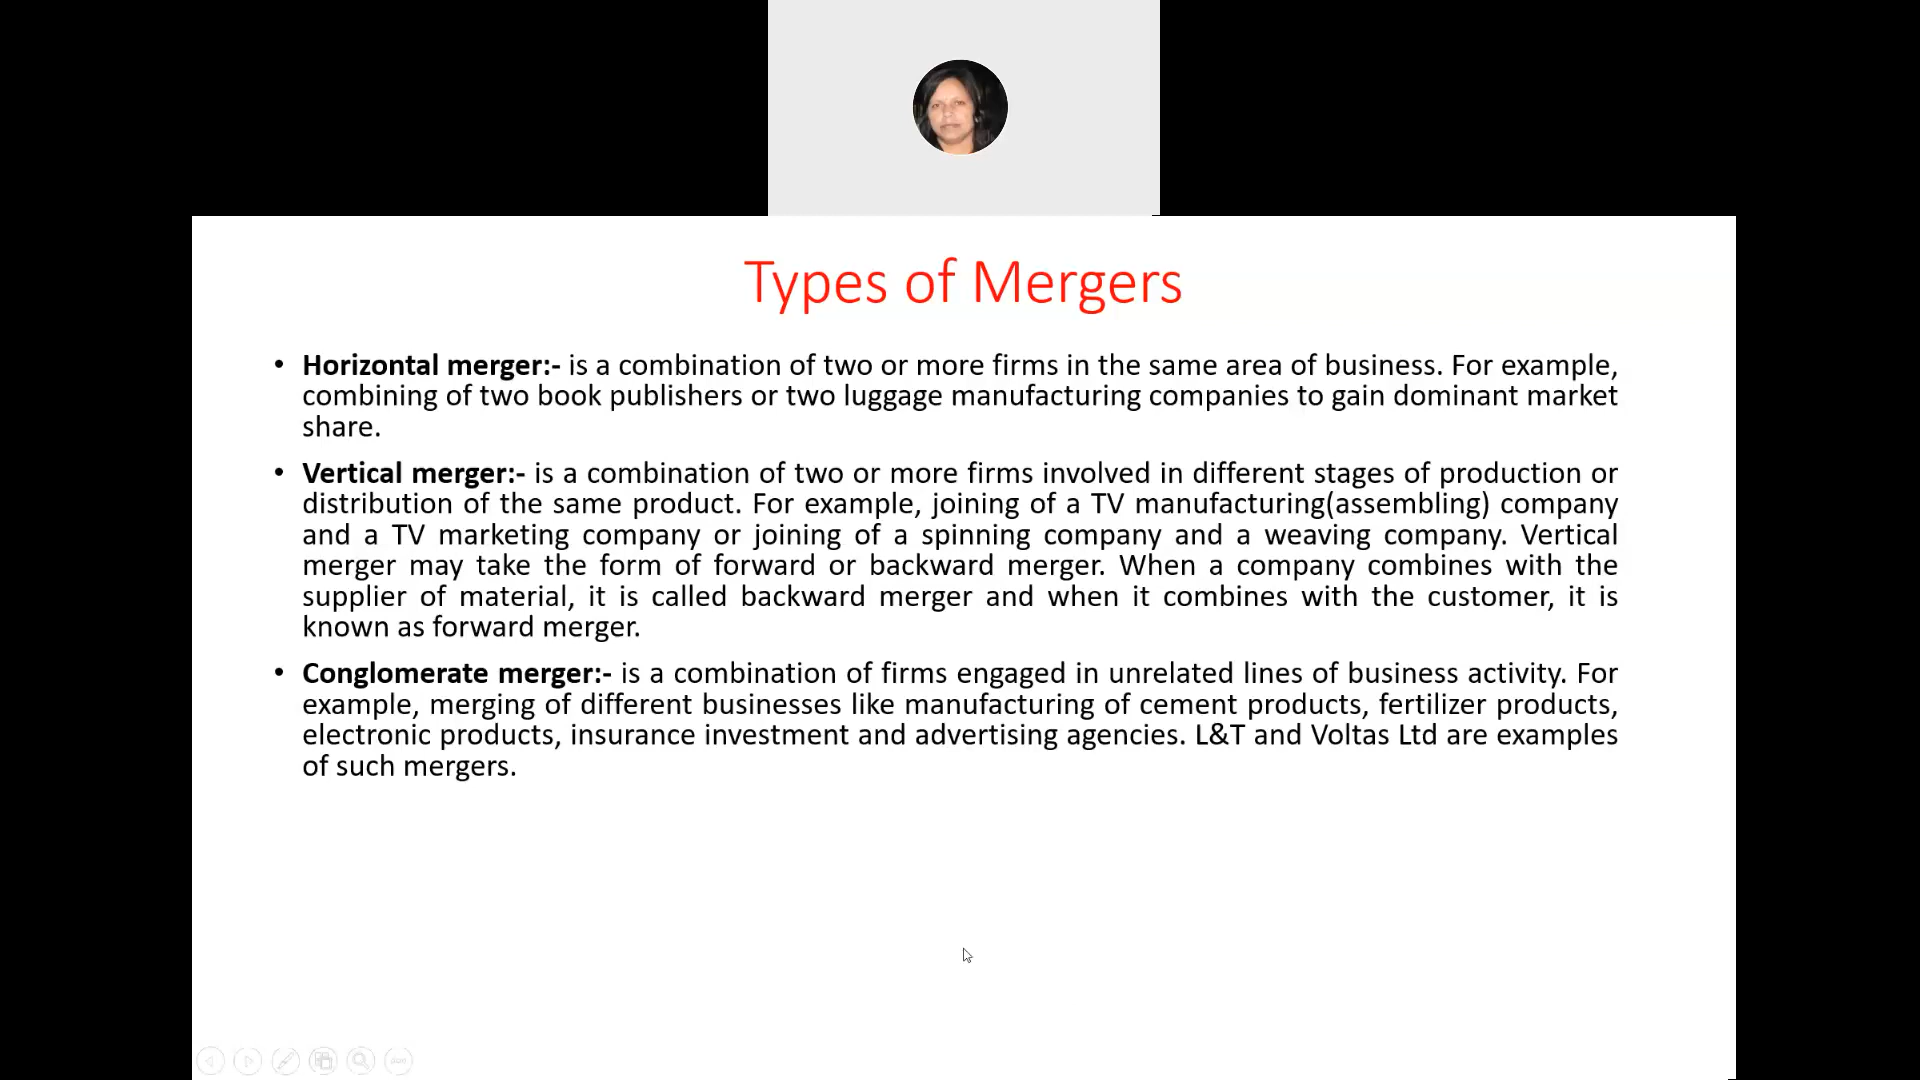 Types of Mergers
• Horizontal merger:- is a combination of two or more firms in the same area of business. For example,
combining of two book publishers or two luggage manufacturing companies to gain dominant market
share.
• Vertical merger:- is a combination of two or more firms involved in different stages of production or
distribution of the same product. For example, joining of a TV manufacturing(assembling) company
and a TV marketing company or joining of a spinning company and a weaving company. Vertical
merger may take the form of forward or backward merger. When a company combines with the
supplier of material, it is called backward merger and when it combines with the customer, it is
known as forward merger.
• Conglomerate merger:- is a combination of firms engaged in unrelated lines of business activity. For
example, merging of different businesses like manufacturing of cement products, fertilizer products,
electronic products, insurance investment and advertising agencies. L&T and Voltas Ltd are examples
of such mergers.